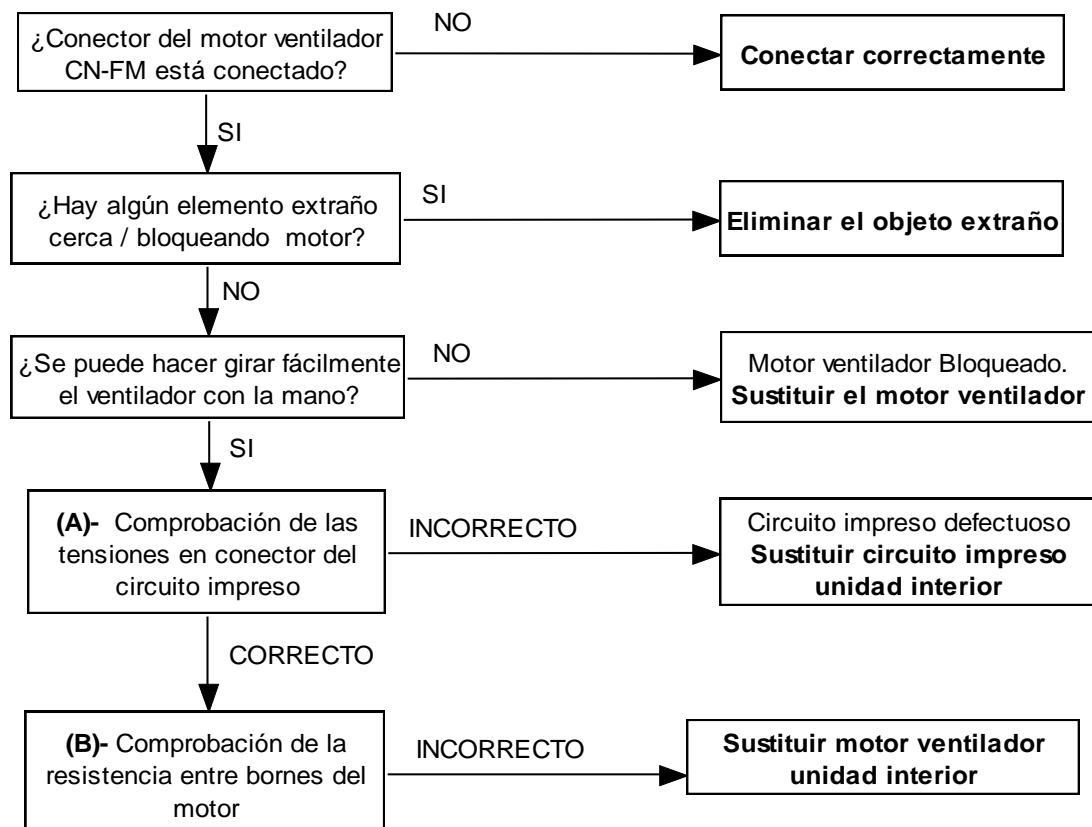 ¿Conector del motor ventilador
CN-FM está conectado?
NO
Conectar correctamente
SI
¿Hay algún elemento extraño
cerca / bloqueando motor?
SI
Eliminar el objeto extraño
NO
¿Se puede hacer girar fácilmente
el ventilador con la mano?
NO
Motor ventilador Bloqueado.
Sustituir el motor ventilador
SI
(A)- Comprobación de las
tensiones en conector del
circuito impreso
INCORRECTO
Circuito impreso defectuoso
Sustituir circuito impreso
unidad interior
CORRECTO
(B)- Comprobación de la
resistencia entre bornes del
motor
INCORRECTO
Sustituir motor ventilador
unidad interior